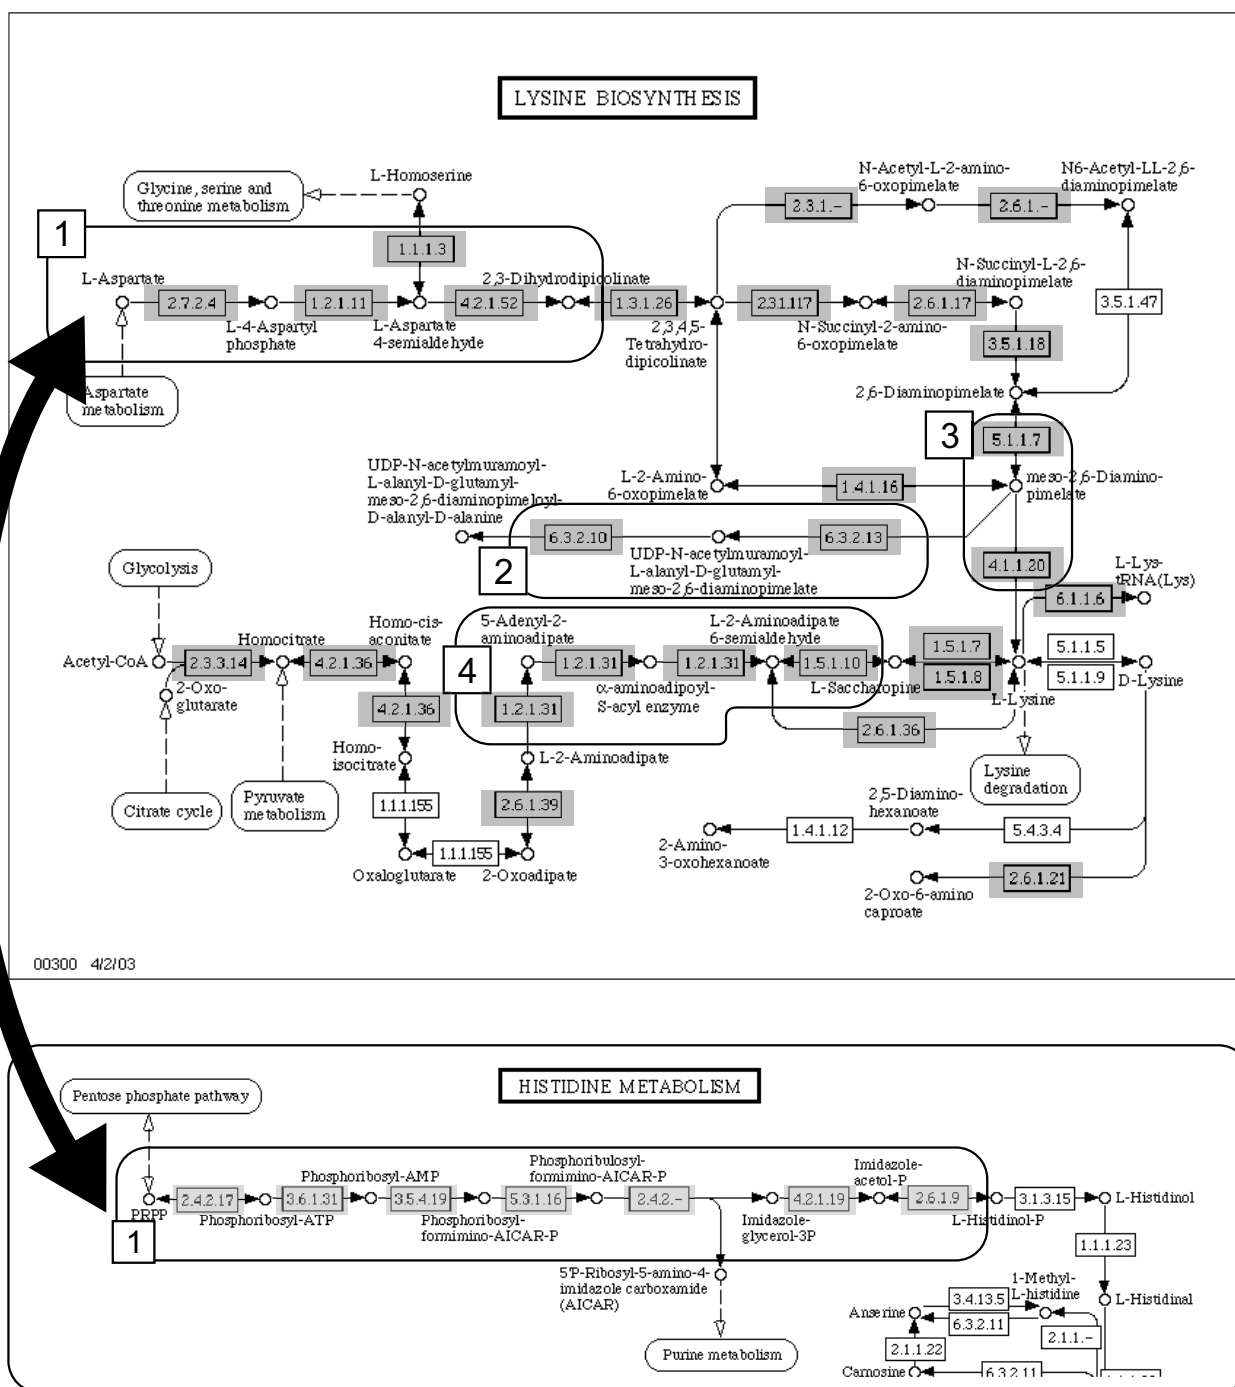 LYSINE BIOSYNTHESIS
Glycine, serine and
threonine metabolism
L-Homoserine
N-Acetyl-L-2-amino-
6-oxopimelate
N6-Acetyl-LL-2,6-
diaminopimelate
2.3.1.-
2.6.1.-
1
1.1.1.3
L-Aspartate
2,3-Dihydrodipicolinate
N-Succinyl-L-2,6-
diaminopimelate
3.5.1.47
2.7.2.4
1.2.1.11
4.2.1.52
1.3.1.26
2.3.1.117
2.6.1.17
L-4-Aspartyl
phosphate
L-Aspartate
4-semialdehyde
2,3,4,5-
Tetrahydro-
dipicolinate
N-Succinyl-2-amino-
6-oxopimelate
3.5.1.18
Aspartate
metabolism
2,6-Diaminopimelate
3
5.1.1.7
UDP-N-acetylmuramoyl-
L-alanyl-D-glutamyl-
meso-2,6-diaminopimeloyl-
D-alanyl-D-alanine
L-2-Amino-
6-oxopimelate
1.4.1.16
meso-2,6-Diamino-
pimelate
6.3.2.10
6.3.2.13
2
UDP-N-acetylmuramoyl-
L-alanyl-D-glutamyl-
meso-2,6-diaminopimelate
4.1.1.20
L-Lys-
tRNA(Lys)
6.1.1.6
Glycolysis
Homo-cis-
aconitate
5-Adenyl-2-
aminoadipate
L-2-Aminoadipate
6-semialdehyde
Homocitrate
Acetyl-CoA
2.3.3.14
4.2.1.36
4
1.2.1.31
1.2.1.31
1.5.1.10
1.5.1.7
1.5.1.8
5.1.1.5
5.1.1.9
D-Lysine
2-Oxo-
glutarate
α-aminoadipoyl-
S-acyl enzyme
L-Saccharopine
L-Lysine
4.2.1.36
1.2.1.31
2.6.1.36
Homo-
isocitrate
L-2-Aminoadipate
Lysine
degradation
Citrate cycle
Pyruvate
metabolism
1.1.1.155
2.6.1.39
2,5-Diamino-
hexanoate
1.4.1.12
5.4.3.4
1.1.1.155
2-Amino-
3-oxohexanoate
Oxaloglutarate
2-Oxoadipate
2.6.1.21
2-Oxo-6-amino
caproate
00300 4/2/03
HISTIDINE METABOLISM
Pentose phosphate pathway
Phosphoribosyl-AMP
Phosphoribulosyl-
formimino-AICAR-P
Imidazole-
acetol-P
2.4.2.17
3.6.1.31
3.5.4.19
5.3.1.16
2.4.2.-
4.2.1.19
2.6.1.9
3.1.3.15
L-Histidinol
PRPP
Phosphoribosyl-ATP
Phosphoribosyl-
formimino-AICAR-P
Imidazole-
glycerol-3P
L-Histidinol-P
1
1.1.1.23
5'P-Ribosyl-5-amino-4-
imidazole carboxamide
(AICAR)
1-Methyl-
L-histidine
L-Histidinal
3.4.13.5
Anserine
6.3.2.11
2.1.1.-
2.1.1.22
Purine metabolism
Carnosine
6.3.2.11